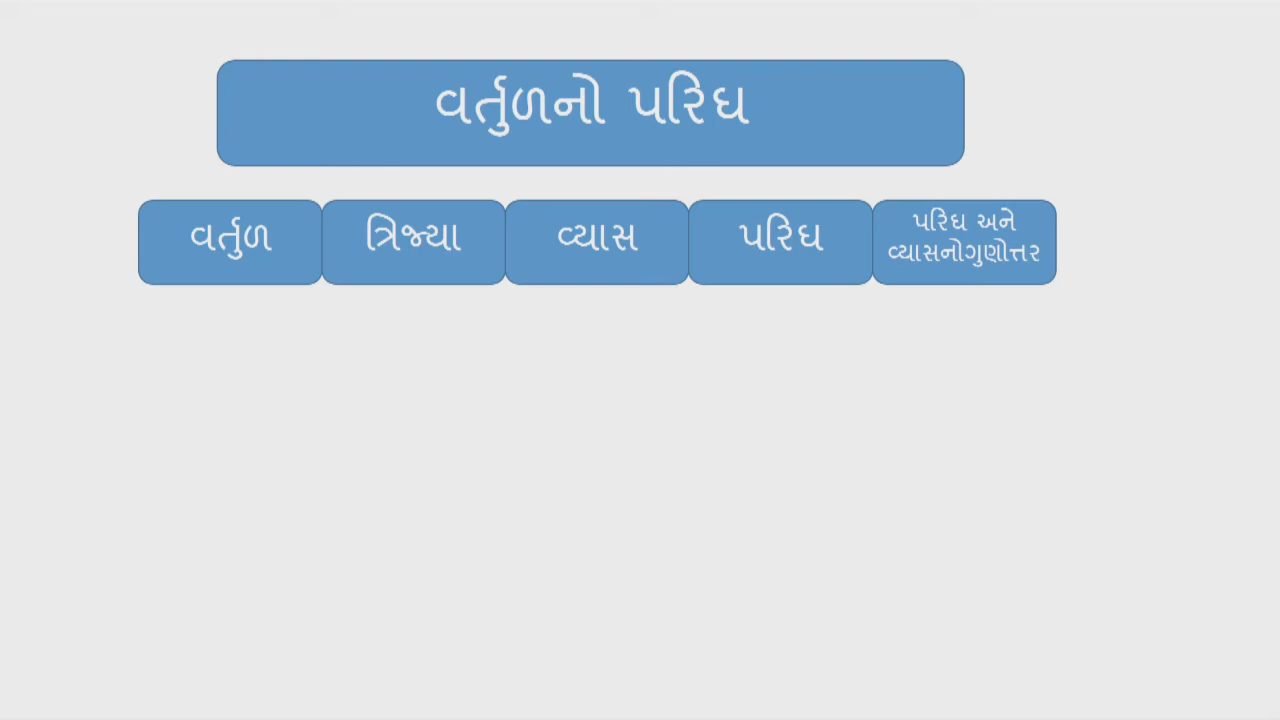 વર્તુળનો પરિઘ
વર્તુળ
ત્રિજ્યા
વ્યાસ
પરિઘ
પરિઘ અને
વ્યાસનોગુણોત્તર